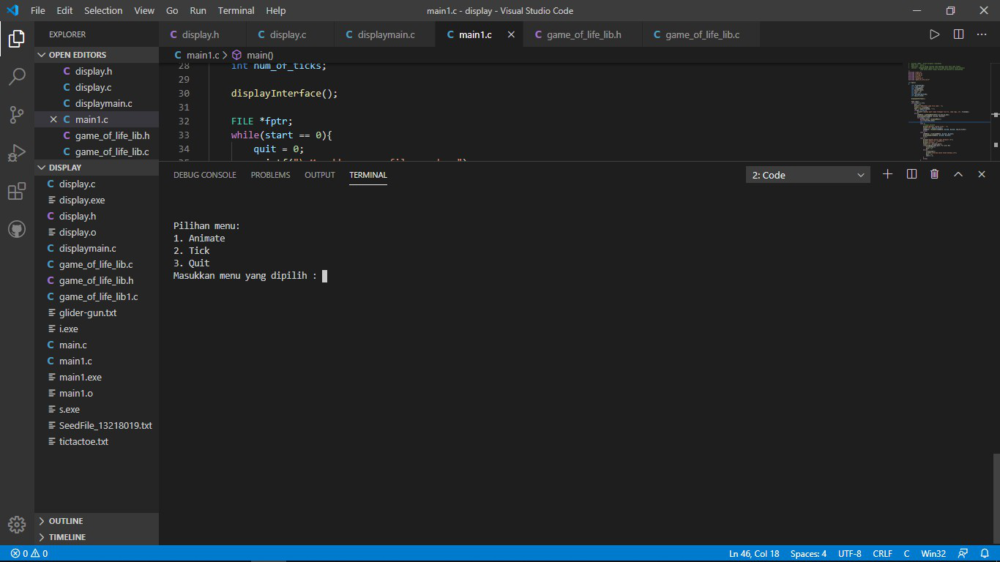 File Edit Selection View Go Run Terminal Help
main1.c - display - Visual Studio Code
EXPLORER
OPEN EDITORS
C display.h
C display.c
C displaymain.c
C main1.c
C game_of_life_lib.h
C game_of_life_lib.c
DISPLAY
C display.c
display.exe
C display.h
display.o
C displaymain.c
C game_of_life_lib.c
C game_of_life_lib.h
C game_of_life_lib1.c
glider-gun.txt
i.exe
C main.c
C main1.c
main1.exe
main1.o
s.exe
SeedFile_13218019.txt
tictactoe.txt
OUTLINE
TIMELINE
C display.h C display.c C displaymain.c C main1.c C game_of_life_lib.h C game_of_life_lib.c
C main1.c > main()
28 int num_of_ticks;
29
30 displayInterface();
31
32 FILE *fptr;
33 while(start == 0){
34 quit = 0;
DEBUG CONSOLE PROBLEMS OUTPUT TERMINAL
2: Code
Pilihan menu:
1. Animate
2. Tick
3. Quit
Masukkan menu yang dipilih :
0 0
Ln 46, Col 18 Spaces: 4 UTF-8 CRLF C Win32